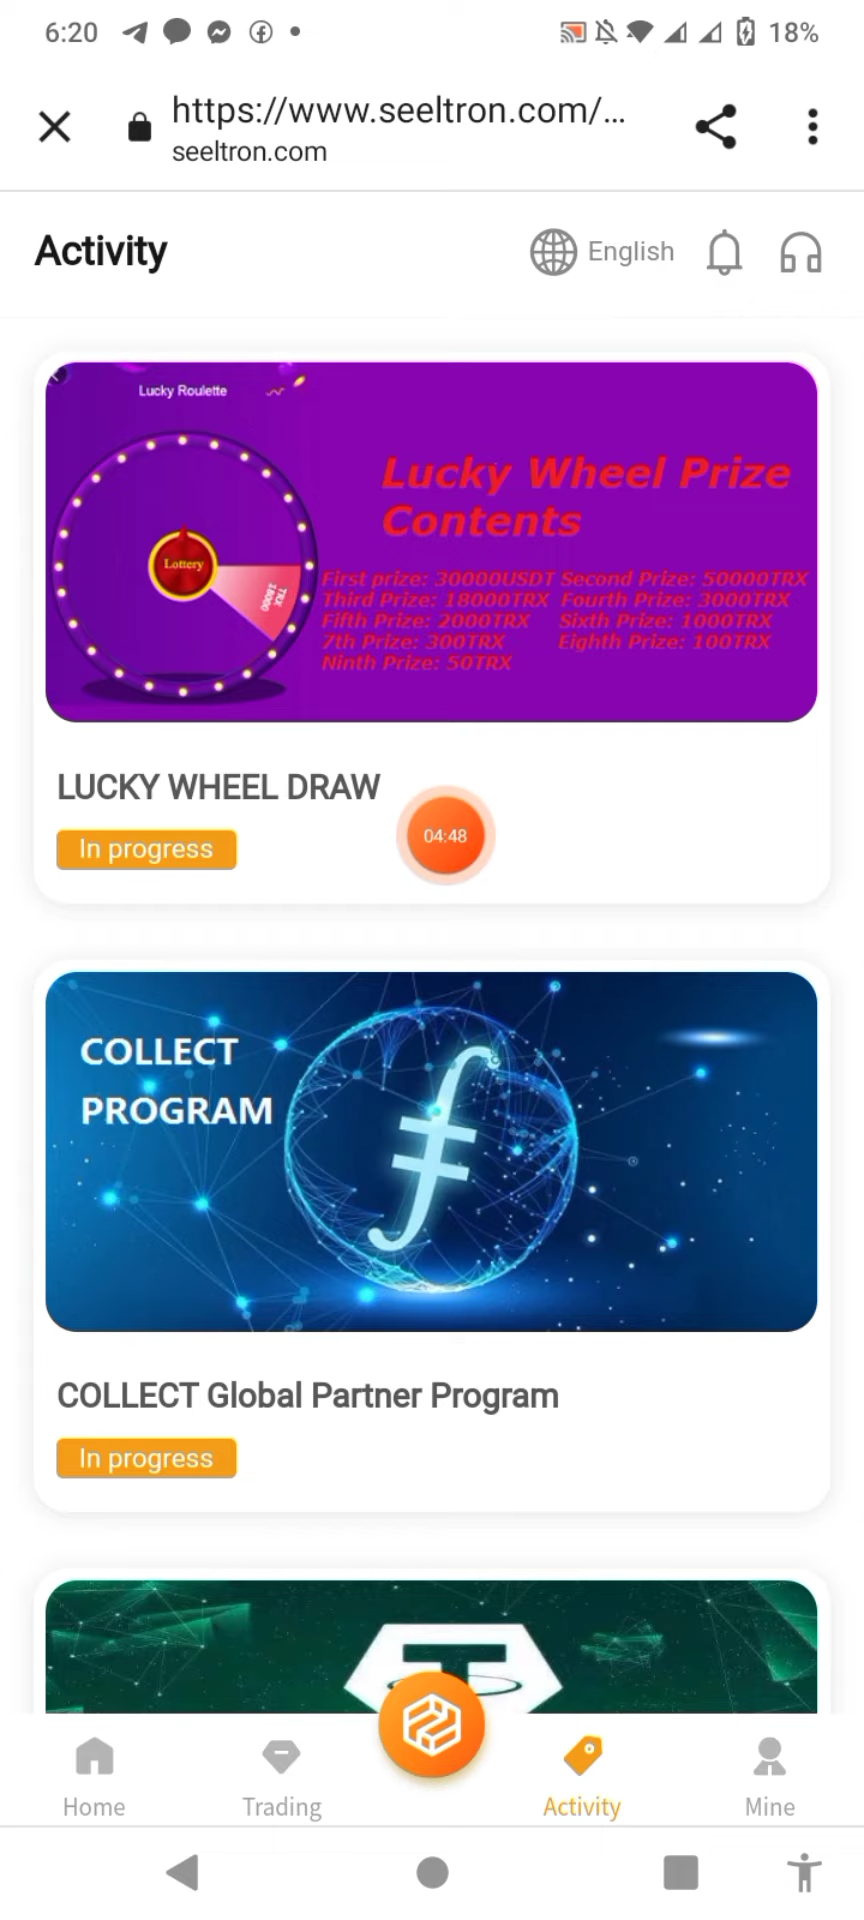 6:20
18%
https://www.seeltron.com/...
seeltron.com
Activity
English
Lucky Roulette
Lottery
TRX
18000
Lucky Wheel Prize
Contents
First prize: 30000USDT Second Prize: 50000TRX
Third Prize: 18000TRX Fourth Prize: 3000TRX
Fifth Prize: 2000TRX Sixth Prize: 1000TRX
7th Prize: 300TRX Eighth Prize: 100TRX
Ninth Prize: 50TRX
LUCKY WHEEL DRAW
04:48
In progress
COLLECT
PROGRAM
COLLECT Global Partner Program
In progress
Home
Trading
Activity
Mine